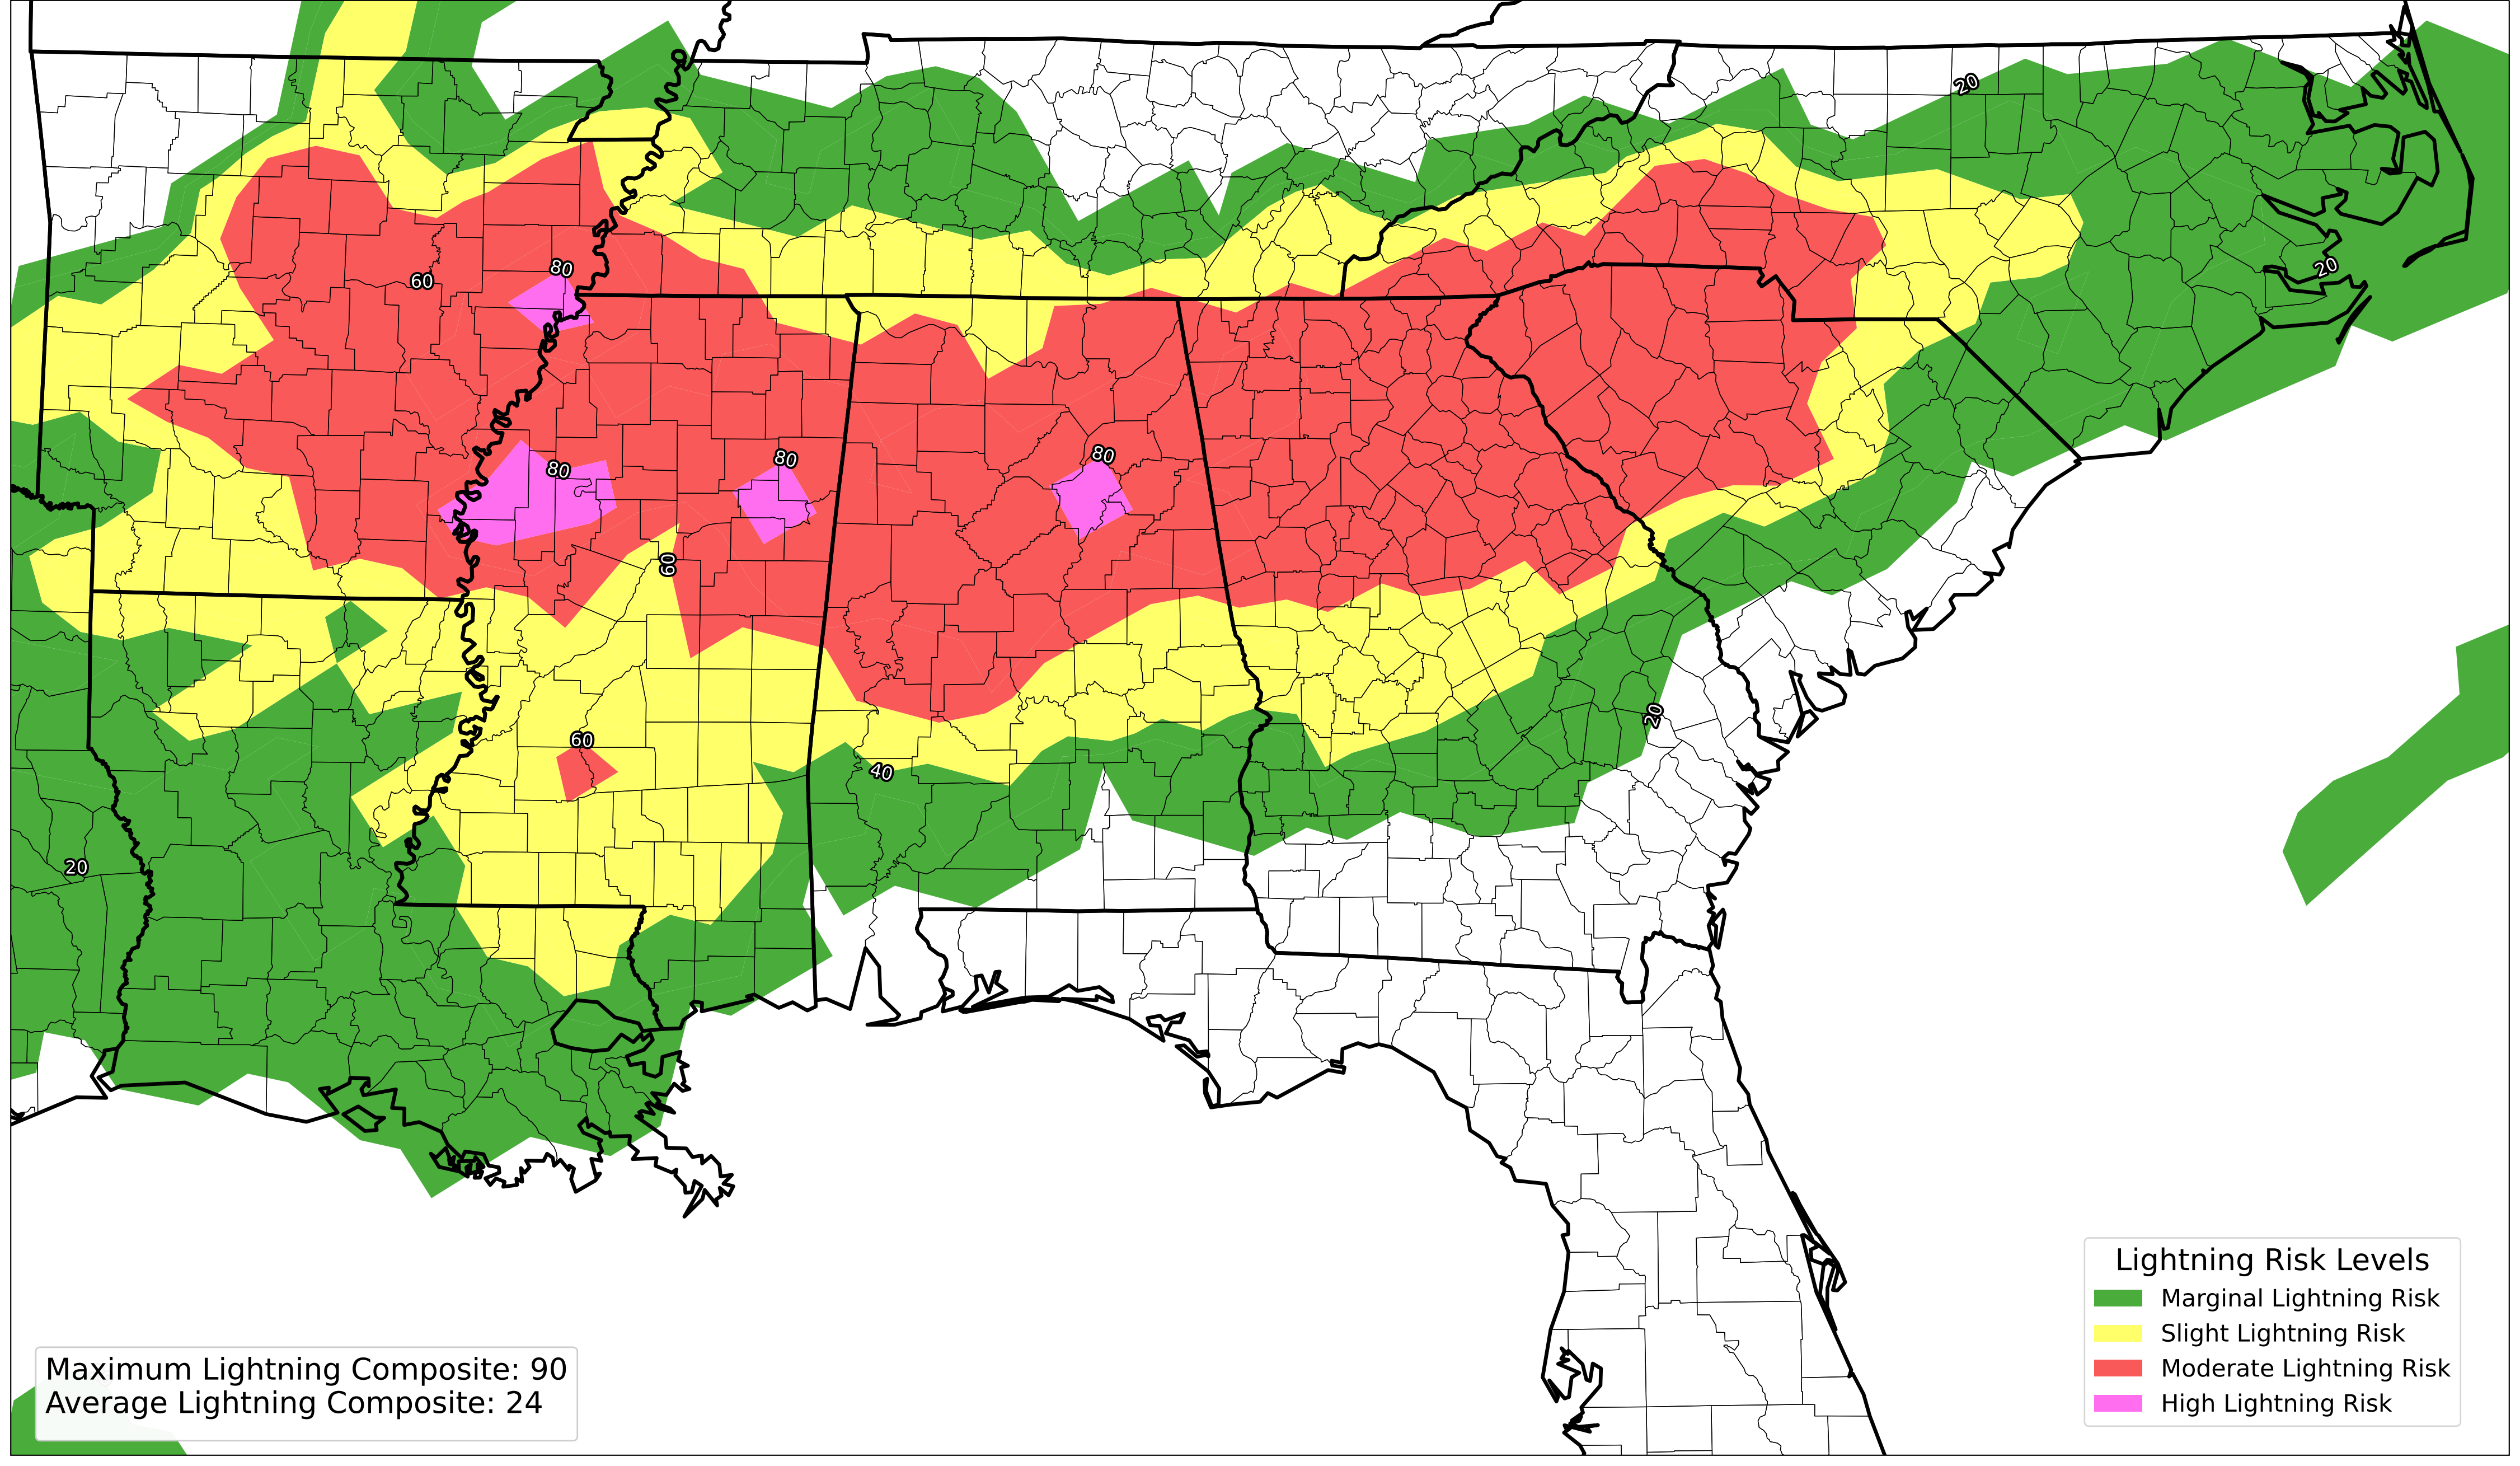 20
80
60
20
80
80
80
60
20
60
40
20
Lightning Risk Levels
Marginal Lightning Risk
Slight Lightning Risk
Moderate Lightning Risk
High Lightning Risk
Maximum Lightning Composite: 90
Average Lightning Composite: 24